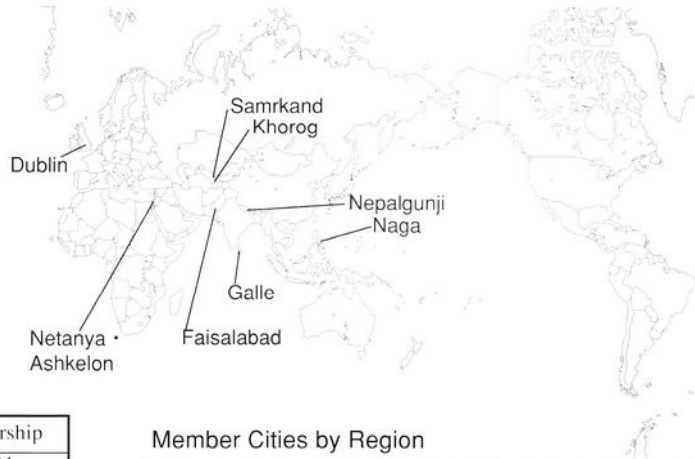 Samrkand
Khorog
Dublin
Nepalgunji
Naga
Galle
Netanya・
Ashkelon
Faisalabad
rship
Member Cities by Region